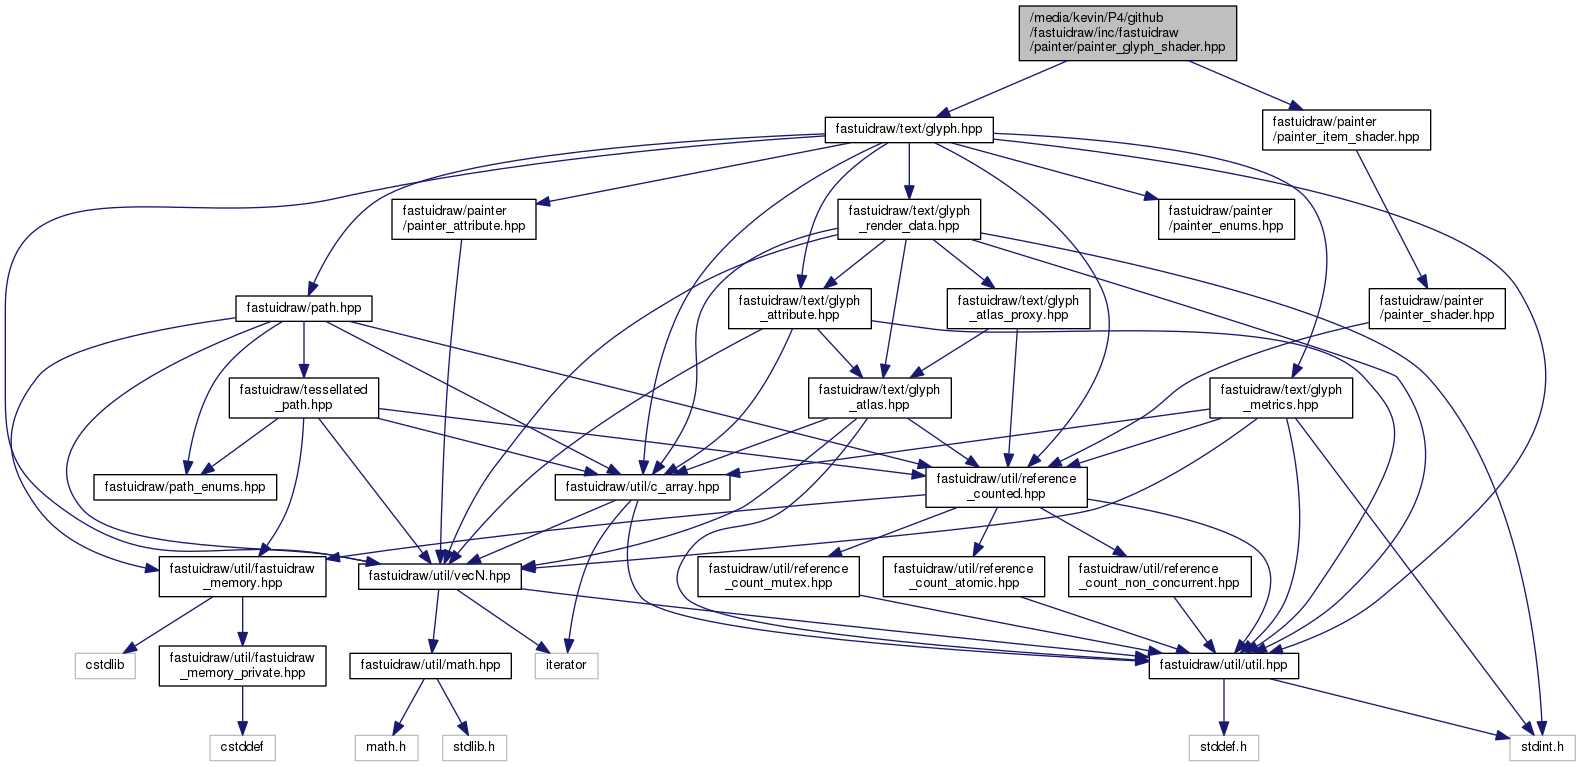 /media/kevin/P4/github
/fastuidraw/inc/fastuidraw
/painter/painter_glyph_shader.hpp
fastuidraw/text/glyph.hpp
fastuidraw/painter
/painter_item_shader.hpp
fastuidraw/painter
/painter_attribute.hpp
fastuidraw/text/glyph
_render_data.hpp
fastuidraw/painter
/painter_enums.hpp
fastuidraw/path.hpp
fastuidraw/text/glyph
_attribute.hpp
fastuidraw/text/glyph
_atlas_proxy.hpp
fastuidraw/painter
/painter_shader.hpp
fastuidraw/tessellated
_path.hpp
fastuidraw/text/glyph
_atlas.hpp
fastuidraw/text/glyph
_metrics.hpp
fastuidraw/path_enums.hpp
fastuidraw/util/c_array.hpp
fastuidraw/util/reference
_counted.hpp
fastuidraw/util/fastuidraw
_memory.hpp
fastuidraw/util/vecN.hpp
fastuidraw/util/reference
_count_mutex.hpp
fastuidraw/util/reference
_count_atomic.hpp
fastuidraw/util/reference
_count_non_concurrent.hpp
cstdlib
fastuidraw/util/fastuidraw
_memory_private.hpp
fastuidraw/util/math.hpp
iterator
fastuidraw/util/util.hpp
cstddef
math.h
stdlib.h
stddef.h
stdint.h